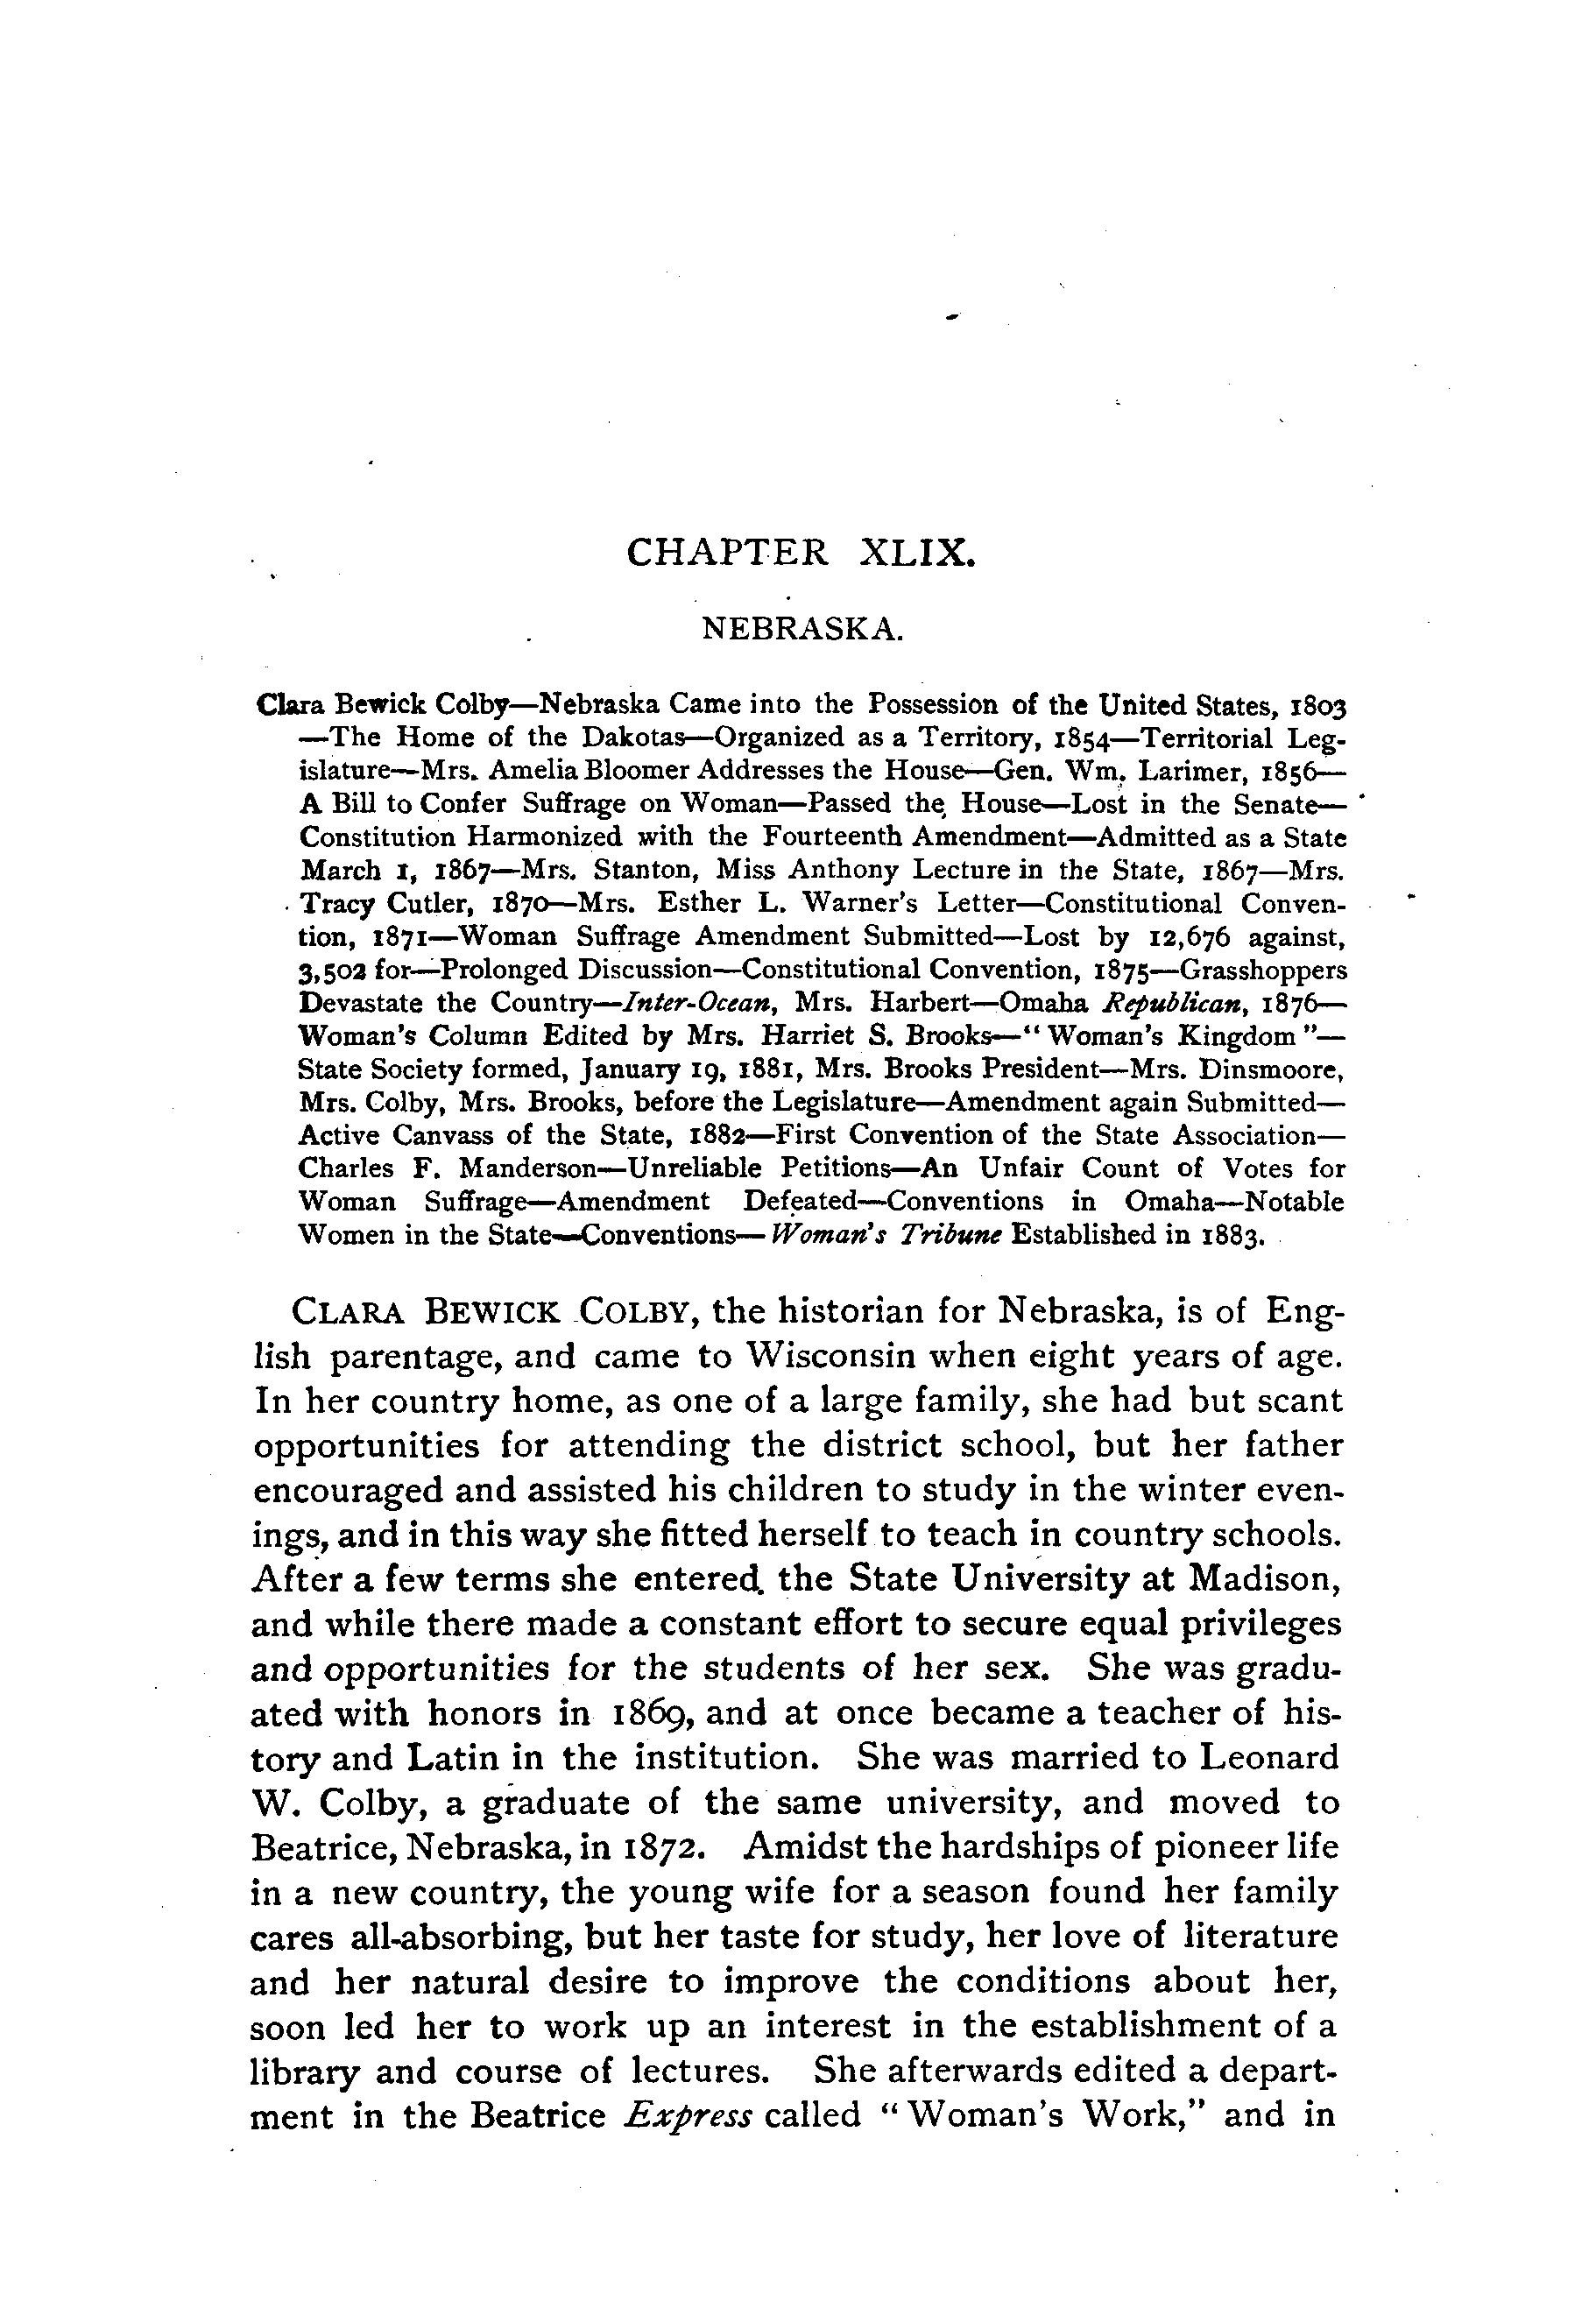 CHAPTER XLIX.
NEBRASKA.
Clara Bewick Colby—Nebraska Came into the Possession of the United States, 1803
—The Home of the Dakotas—Organized as a Territory, 1854—Territorial Leg-
islature—Mrs. Amelia Bloomer Addresses the House—Gen. Wm. Larimer, 1856—
A Bill to Confer Suffrage on Woman—Passed the House—Lost in the Senate—
Constitution Harmonized with the Fourteenth Amendment—Admitted as a State
March 1, 1867—Mrs. Stanton, Miss Anthony Lecture in the State, 1867—Mrs.
Tracy Cutler, 1870—Mrs. Esther L. Warner's Letter—Constitutional Conven-
tion, 1871—Woman Suffrage Amendment Submitted—Lost by 12,676 against,
3,502 for—Prolonged Discussion—Constitutional Convention, 1875—Grasshoppers
Devastate the Country—Inter-Ocean, Mrs. Harbert—Omaha Republican, 1876—
Woman's Column Edited by Mrs. Harriet S. Brooks—"Woman's Kingdom"—
State Society formed, January 19, 1881, Mrs. Brooks President—Mrs. Dinsmoore,
Mrs. Colby, Mrs. Brooks, before the Legislature—Amendment again Submitted—
Active Canvass of the State, 1882—First Convention of the State Association—
Charles F. Manderson—Unreliable Petitions—An Unfair Count of Votes for
Woman Suffrage—Amendment Defeated—Conventions in Omaha—Notable
Women in the State—Conventions—Woman's Tribune Established in 1883.
CLARA BEWICK COLBY, the historian for Nebraska, is of Eng-
lish parentage, and came to Wisconsin when eight years of age.
In her country home, as one of a large family, she had but scant
opportunities for attending the district school, but her father
encouraged and assisted his children to study in the winter even-
ings, and in this way she fitted herself to teach in country schools.
After a few terms she entered the State University at Madison,
and while there made a constant effort to secure equal privileges
and opportunities for the students of her sex. She was gradu-
ated with honors in 1869, and at once became a teacher of his-
tory and Latin in the institution. She was married to Leonard
W. Colby, a graduate of the same university, and moved to
Beatrice, Nebraska, in 1872. Amidst the hardships of pioneer life
in a new country, the young wife for a season found her family
cares all-absorbing, but her taste for study, her love of literature
and her natural desire to improve the conditions about her,
soon led her to work up an interest in the establishment of a
library and course of lectures. She afterwards edited a depart-
ment in the Beatrice Express called "Woman's Work," and in